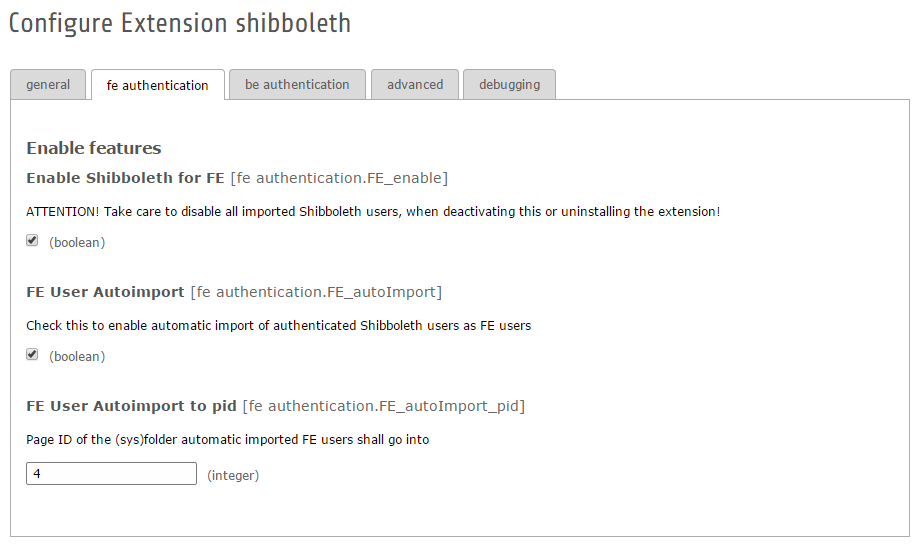 Configure Extension shibboleth
general
fe authentication
be authentication
advanced
debugging
Enable features
Enable Shibboleth for FE [fe authentication.FE_enable]
ATTENTION! Take care to disable all imported Shibboleth users, when deactivating this or uninstalling the extension!
(boolean)
FE User Autoimport [fe authentication.FE_autoImport]
Check this to enable automatic import of authenticated Shibboleth users as FE users
(boolean)
FE User Autoimport to pid [fe authentication.FE_autoImport_pid]
Page ID of the (sys)folder automatic imported FE users shall go into
4 (integer)